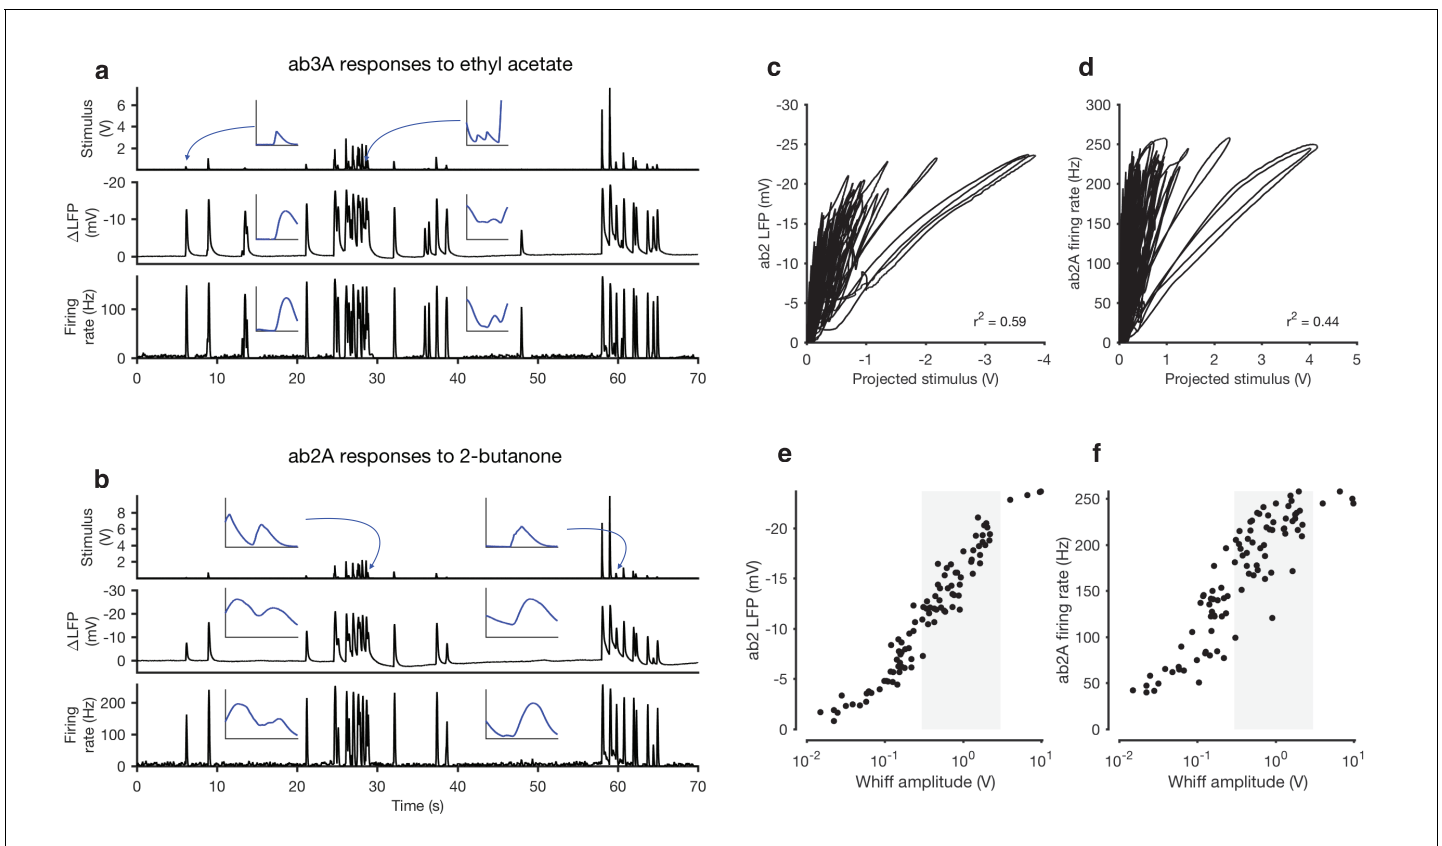 a
ab3A responses to ethyl acetate
Stimulus
(V)
6
4
2
ΔLFP
(mV)
-20
-10
0
Firing
rate (Hz)
100
0
0 10 20 30 40 50 60 70
b
ab2A responses to 2-butanone
Stimulus
(V)
8
6
4
2
ΔLFP
(mV)
-30
-20
-10
0
Firing
rate (Hz)
200
100
0
0 10 20 30 40 50 60 70
Time (s)
c
ab2 LFP (mV)
-30
-25
-20
-15
-10
-5
0
r² = 0.59
0 -1 -2 -3 -4
Projected stimulus (V)
d
ab2A firing rate (Hz)
300
250
200
150
100
50
0
r² = 0.44
0 1 2 3 4 5
Projected stimulus (V)
e
ab2 LFP (mV)
-20
-15
-10
-5
0
10⁻² 10⁻¹ 10⁰ 10¹
Whiff amplitude (V)
f
ab2A firing rate (Hz)
250
200
150
100
50
0
10⁻² 10⁻¹ 10⁰ 10¹
Whiff amplitude (V)